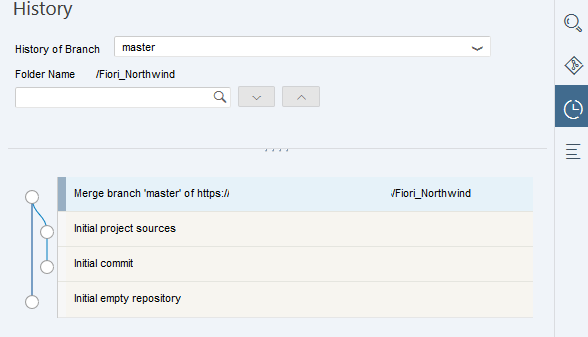 History
History of Branch master
Folder Name /Fiori_Northwind
Merge branch 'master' of https:// /Fiori_Northwind
Initial project sources
Initial commit
Initial empty repository